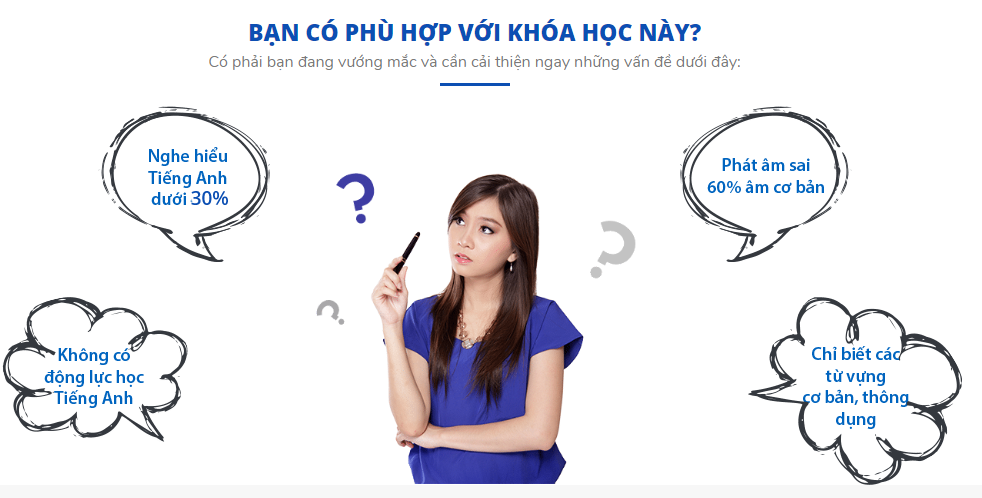 BẠN CÓ PHÙ HỢP VỚI KHÓA HỌC NÀY?
Có phải bạn đang vướng mắc và cần cải thiện ngay những vấn đề dưới đây:
Nghe hiểu
Tiếng Anh
dưới 30%
Phát âm sai
60% âm cơ bản
Không có
động lực học
Tiếng Anh
Chỉ biết các
từ vựng
cơ bản, thông
dụng